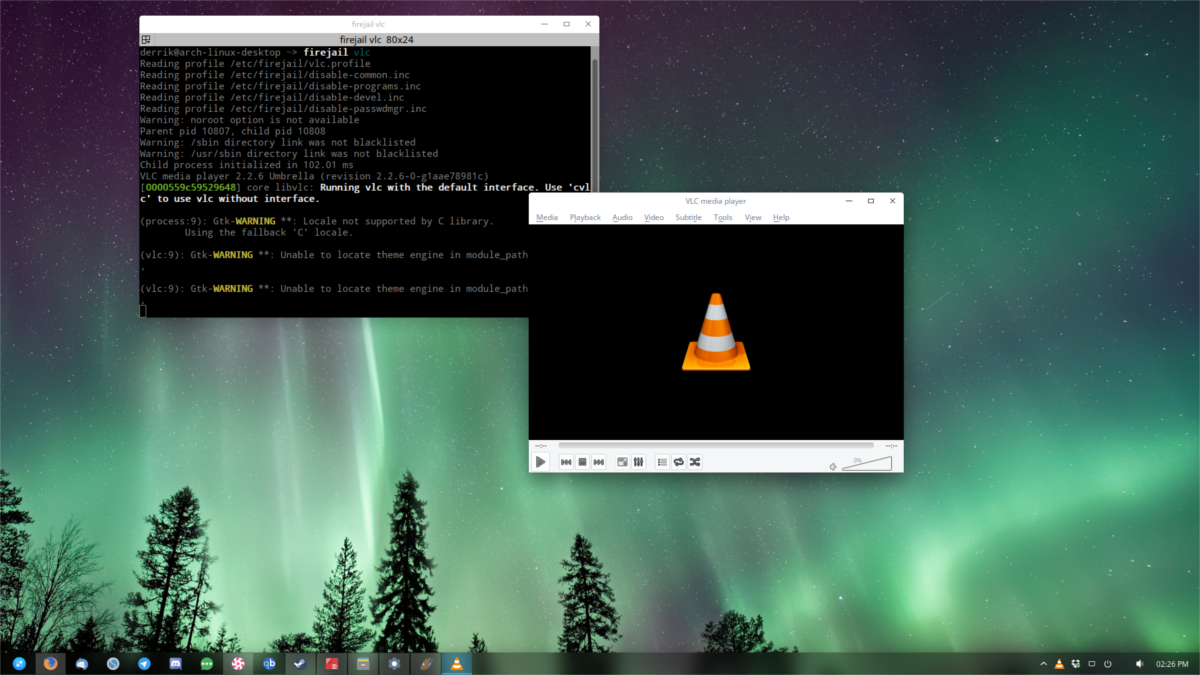 firejail vlc
firejail vlc 80x24
derrik@arch-linux-desktop ~> firejail vlc
Reading profile /etc/firejail/vlc.profile
Reading profile /etc/firejail/disable-common.inc
Reading profile /etc/firejail/disable-programs.inc
Reading profile /etc/firejail/disable-devel.inc
Reading profile /etc/firejail/disable-passwdmgr.inc
Warning: noroot option is not available
Parent pid 10807, child pid 10808
Warning: /sbin directory link was not blacklisted
Warning: /usr/sbin directory link was not blacklisted
Child process initialized in 102.01 ms
VLC media player 2.2.6 Umbrella (revision 2.2.6-0-g1aae78981c)
[0000559c59529648] core libvlc: Running vlc with the default interface. Use 'cvl
c' to use vlc without interface.
(process:9): Gtk-WARNING **: Locale not supported by C library.
Using the fallback 'C' locale.
(vlc:9): Gtk-WARNING **: Unable to locate theme engine in module_path
,
(vlc:9): Gtk-WARNING **: Unable to locate theme engine in module_path
,
VLC media player
Media Playback Audio Video Subtitle Tools View Help
--:-- --:--
0%
qb
02:26 PM